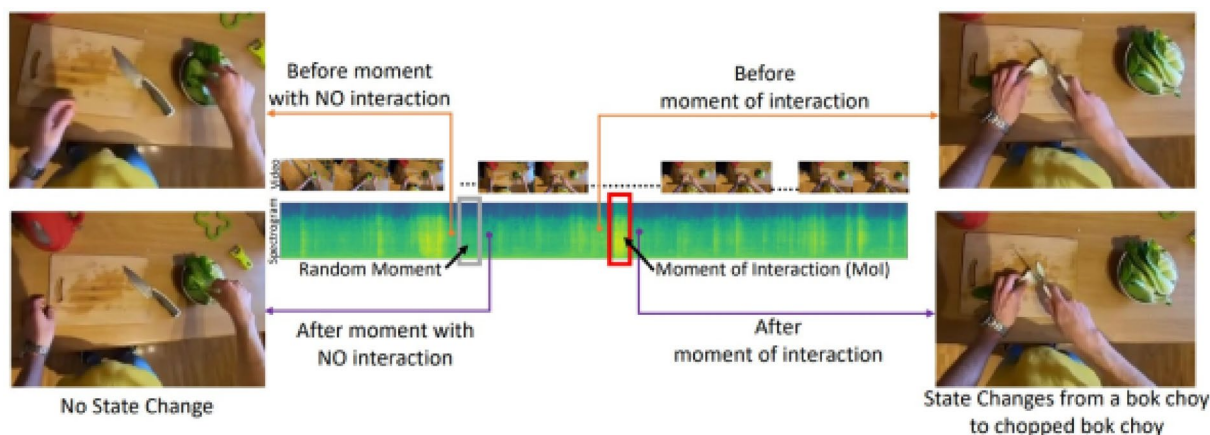 Before moment
with NO interaction
Before
moment of interaction
Video
Spectrogram
Random Moment
Moment of Interaction (MoI)
After moment with
NO interaction
After
moment of interaction
No State Change
State Changes from a bok choy
to chopped bok choy